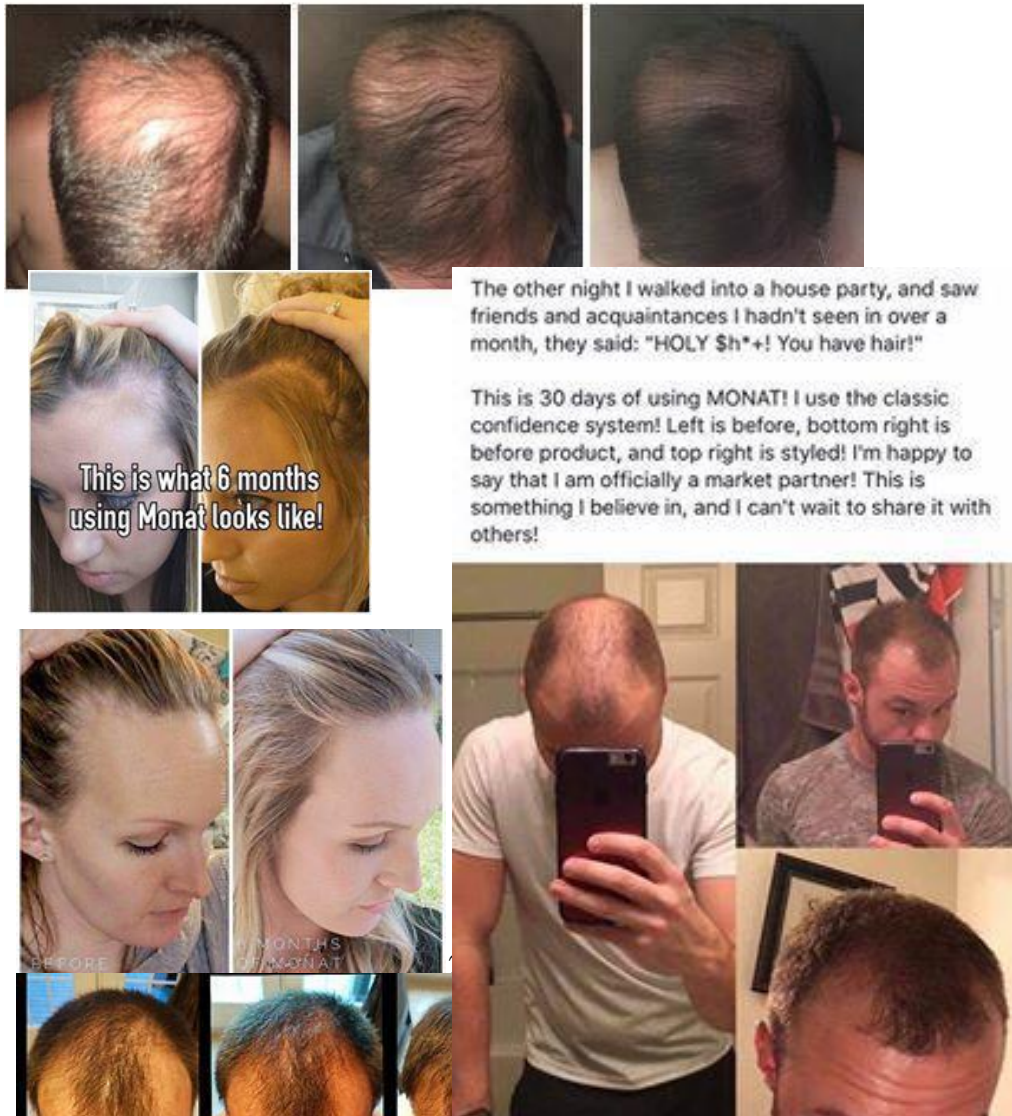 The other night I walked into a house party, and saw
friends and acquaintances I hadn't seen in over a
month, they said: "HOLY $h*+! You have hair!"
This is 30 days of using MONAT! I use the classic
confidence system! Left is before, bottom right is
before product, and top right is styled! I'm happy to
say that I am officially a market partner! This is
something I believe in, and I can't wait to share it with
others!
This is what 6 months
using Monat looks like!
BEFORE
MONTHS
OF MONAT